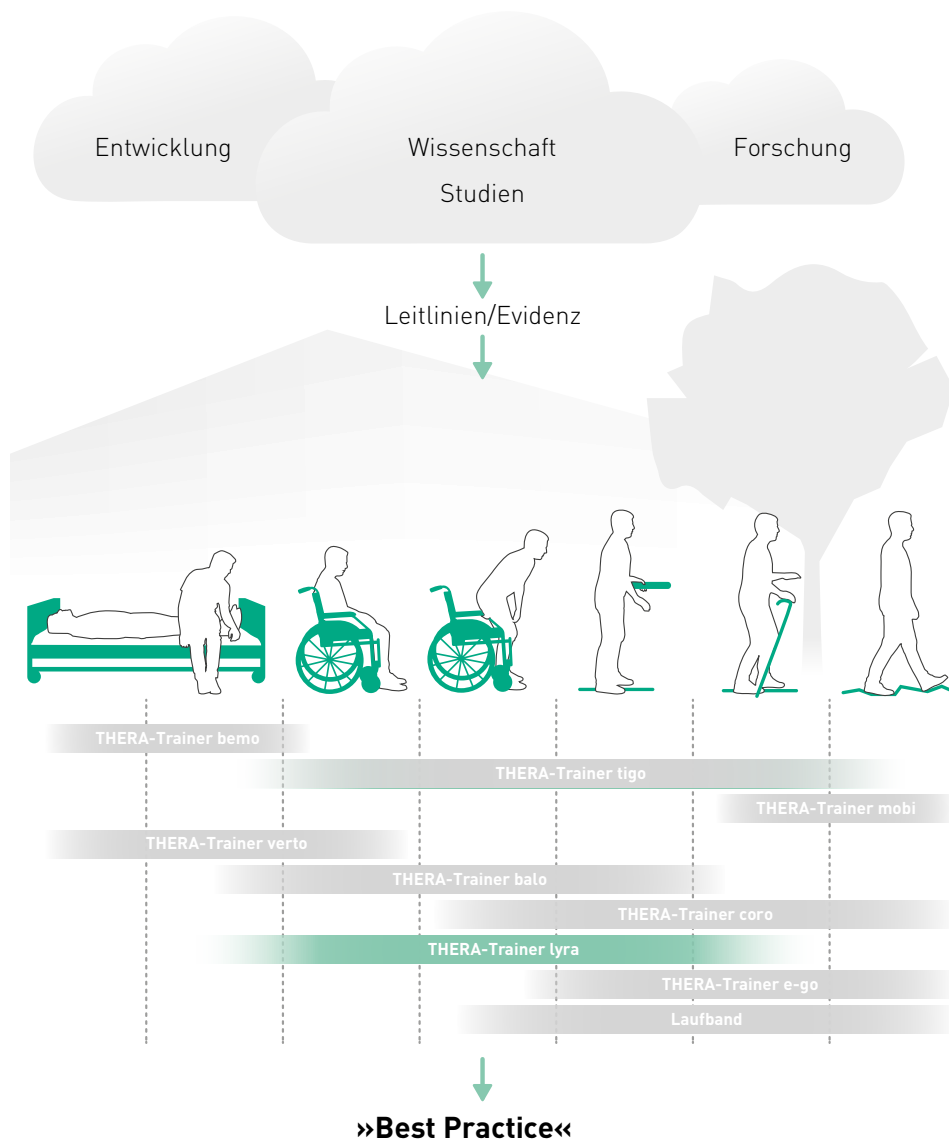 Entwicklung
Wissenschaft
Studien
Forschung
Leitlinien/Evidenz
THERA-Trainer bemo
THERA-Trainer tigo
THERA-Trainer mobi
THERA-Trainer verto
THERA-Trainer balo
THERA-Trainer coro
THERA-Trainer lyra
THERA-Trainer e-go
Laufband
»Best Practice«